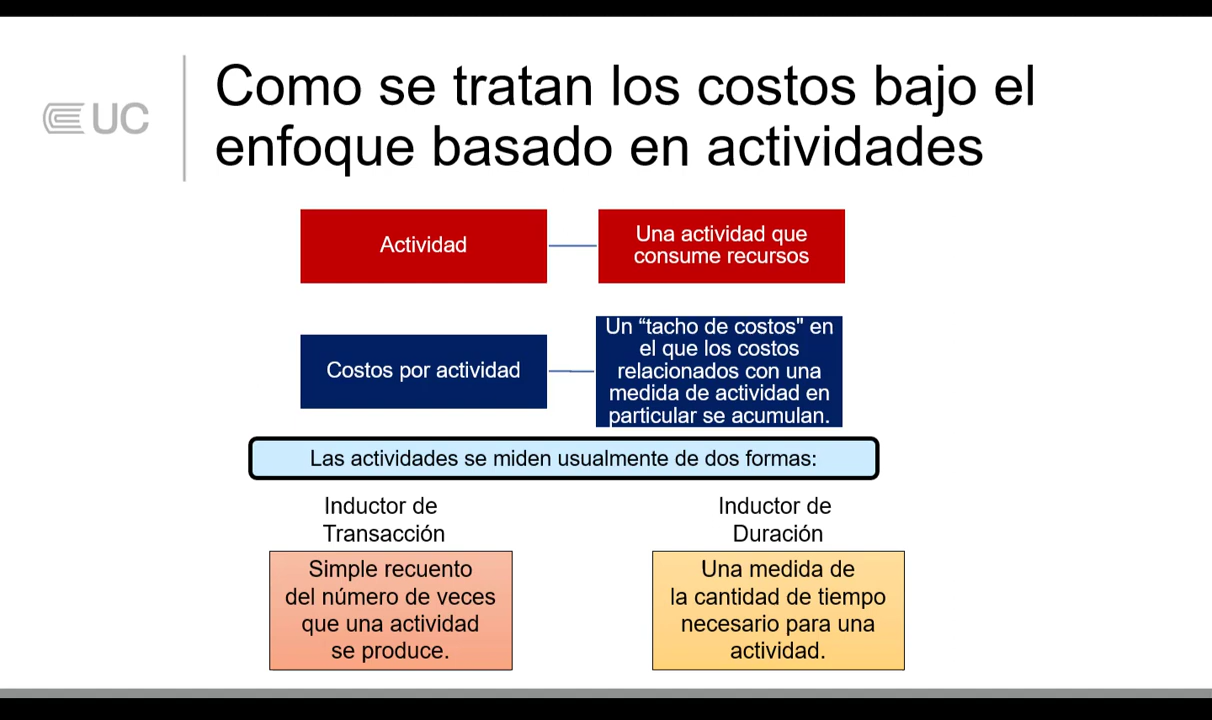 UC
Como se tratan los costos bajo el
enfoque basado en actividades
Actividad
Una actividad que
consume recursos
Costos por actividad
Un “tacho de costos" en
el que los costos
relacionados con una
medida de actividad en
particular se acumulan.
Las actividades se miden usualmente de dos formas:
Inductor de
Transacción
Simple recuento
del número de veces
que una actividad
se produce.
Inductor de
Duración
Una medida de
la cantidad de tiempo
necesario para una
actividad.